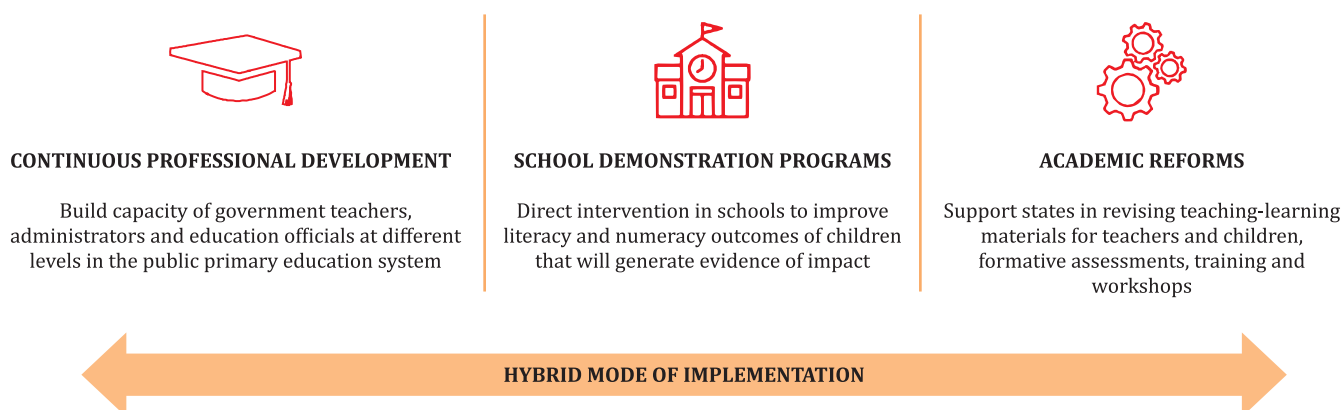 CONTINUOUS PROFESSIONAL DEVELOPMENT
Build capacity of government teachers,
administrators and education officials at different
levels in the public primary education system
SCHOOL DEMONSTRATION PROGRAMS
Direct intervention in schools to improve
literacy and numeracy outcomes of children
that will generate evidence of impact
ACADEMIC REFORMS
Support states in revising teaching-learning
materials for teachers and children,
formative assessments, training and
workshops
HYBRID MODE OF IMPLEMENTATION